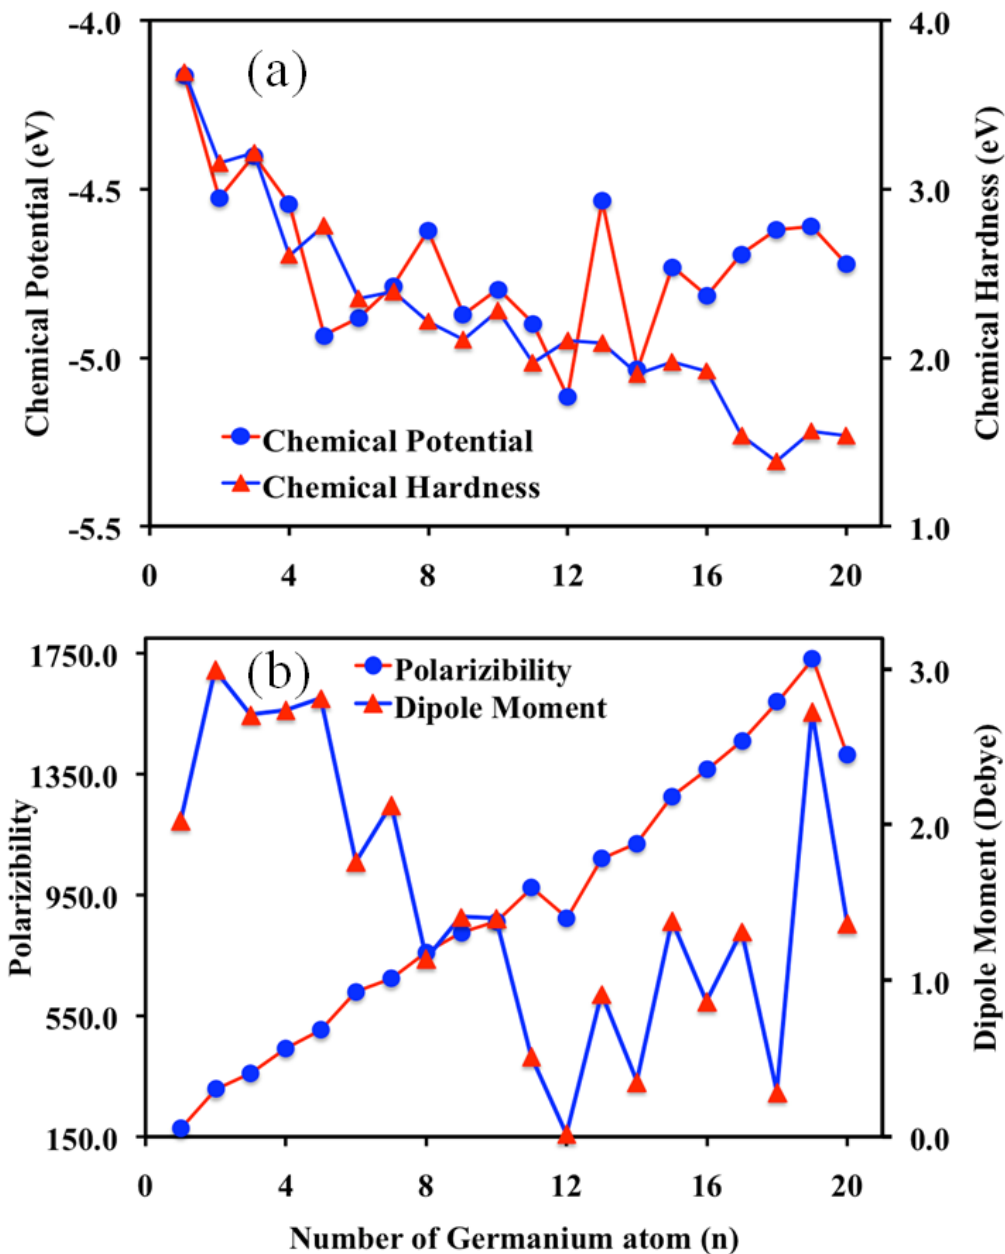 (a)
Chemical Potential (eV)
-4.0
-4.5
-5.0
-5.5
4.0
3.0
2.0
1.0
Chemical Hardness (eV)
Chemical Potential
Chemical Hardness
0 4 8 12 16 20
(b)
Polarizibility
1750.0
1350.0
950.0
550.0
150.0
3.0
2.0
1.0
0.0
Dipole Moment (Debye)
Polarizibility
Dipole Moment
0 4 8 12 16 20
Number of Germanium atom (n)